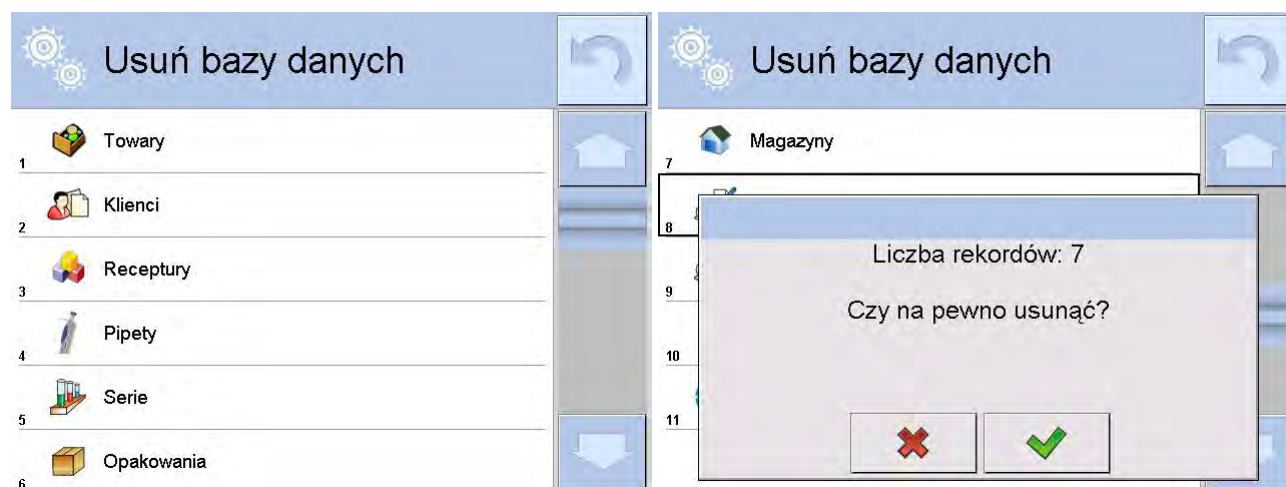 Usuń bazy danych
Towary
1
Klienci
2
Receptury
3
Pipety
4
Serie
5
Opakowania
6
Usuń bazy danych
Magazyny
7
8
Liczba rekordów: 7
9
Czy na pewno usunąć?
10
11